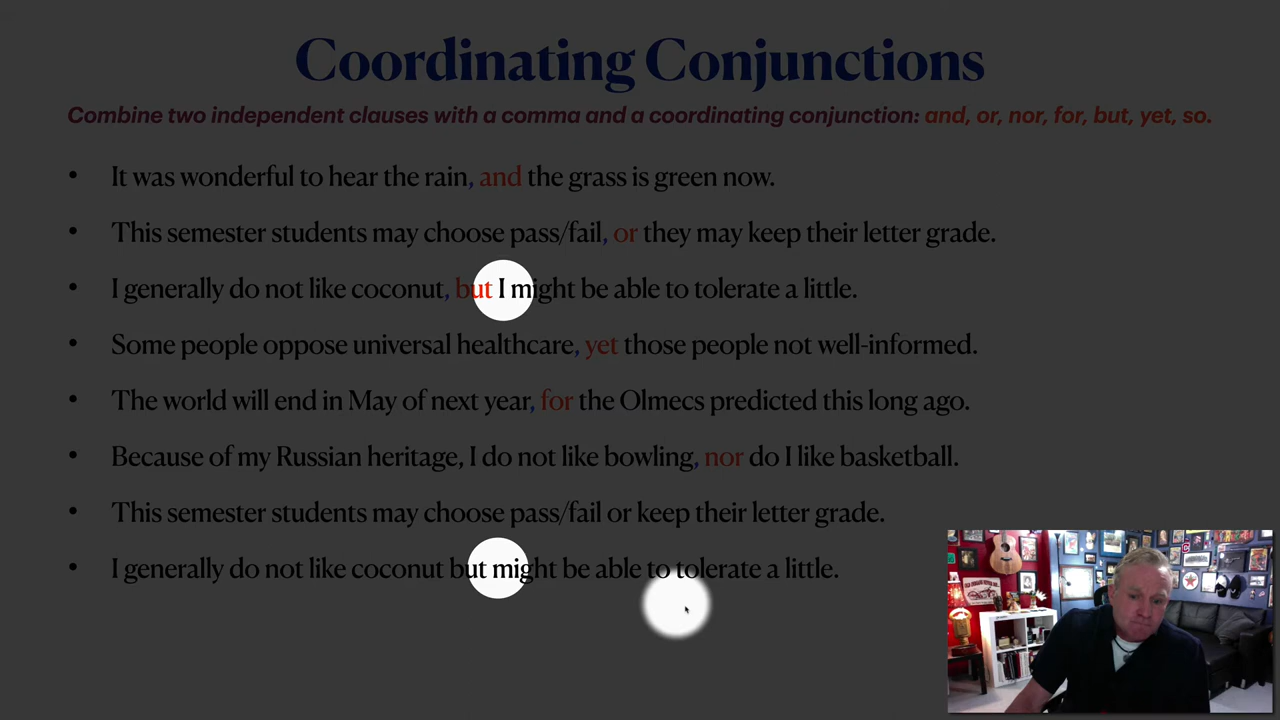 Coordinating Conjunctions
Combine two independent clauses with a comma and a coordinating conjunction: and, or, nor, for, but, yet, so.
• It was wonderful to hear the rain, and the grass is green now.
• This semester students may choose pass/fail, or they may keep their letter grade.
• I generally do not like coconut, but I might be able to tolerate a little.
• Some people oppose universal healthcare, yet those people not well-informed.
• The world will end in May of next year, for the Olmecs predicted this long ago.
• Because of my Russian heritage, I do not like bowling, nor do I like basketball.
• This semester students may choose pass/fail or keep their letter grade.
• I generally do not like coconut but might be able to tolerate a little.